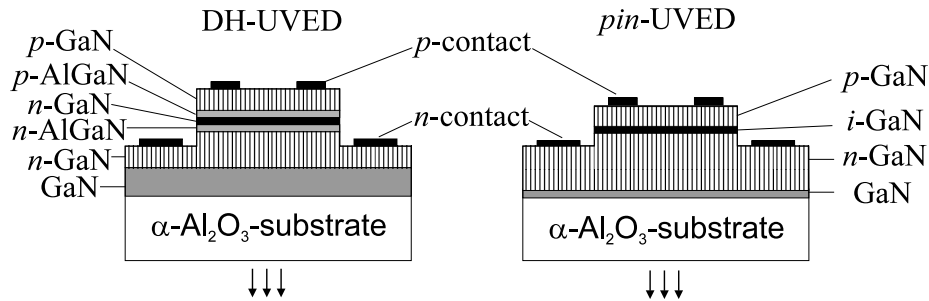 DH-UVED
pin-UVED
p-GaN
p-AlGaN
n-GaN
n-AlGaN
n-GaN
GaN
p-contact
n-contact
p-GaN
i-GaN
n-GaN
GaN
α-Al₂O₃-substrate
α-Al₂O₃-substrate